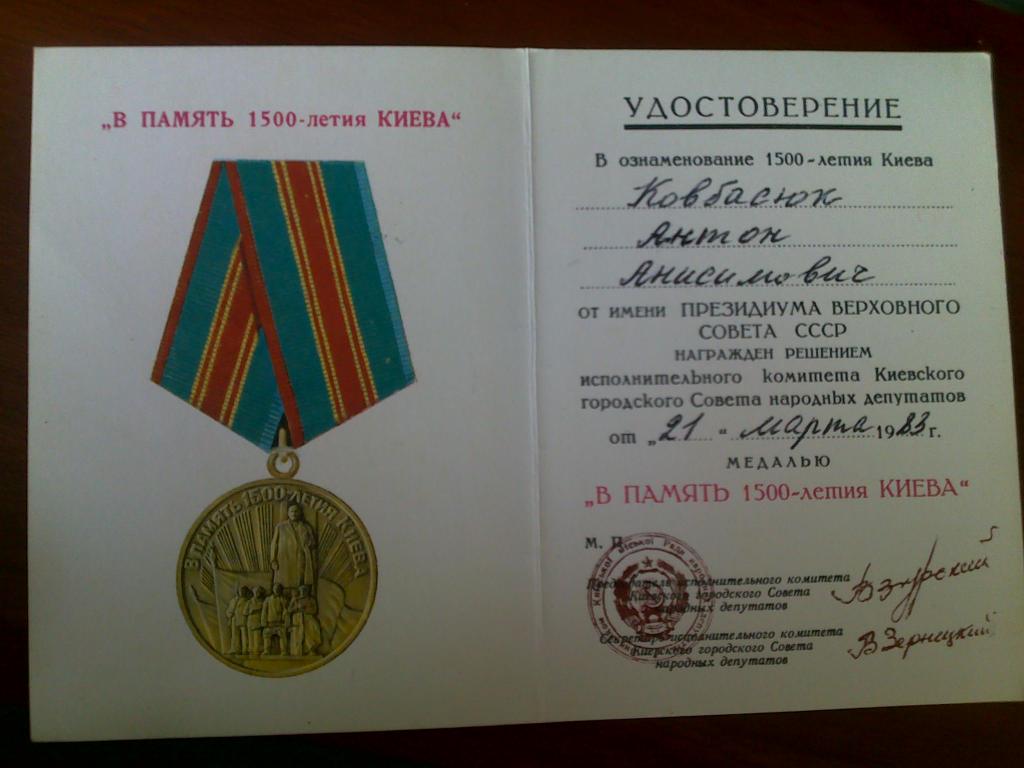 „В ПАМЯТЬ 1500-летия КИЕВА“
В ПАМЯТЬ 1500-ЛЕТИЯ КИЕВА
УДОСТОВЕРЕНИЕ
В ознаменование 1500-летия Киева
Ковбасюк
Антон
Анисимович
ОТ ИМЕНИ ПРЕЗИДИУМА ВЕРХОВНОГО
СОВЕТА СССР
НАГРАЖДЕН РЕШЕНИЕМ
исполнительного комитета Киевского
городского Совета народных депутатов
от „21“ марта 1983 г.
МЕДАЛЬЮ
„В ПАМЯТЬ 1500-летия КИЕВА“
М. П.
Председатель исполнительного комитета
Киевского городского Совета
народных депутатов
Секретарь исполнительного комитета
Киевского городского Совета
народных депутатов
В Зерницкий